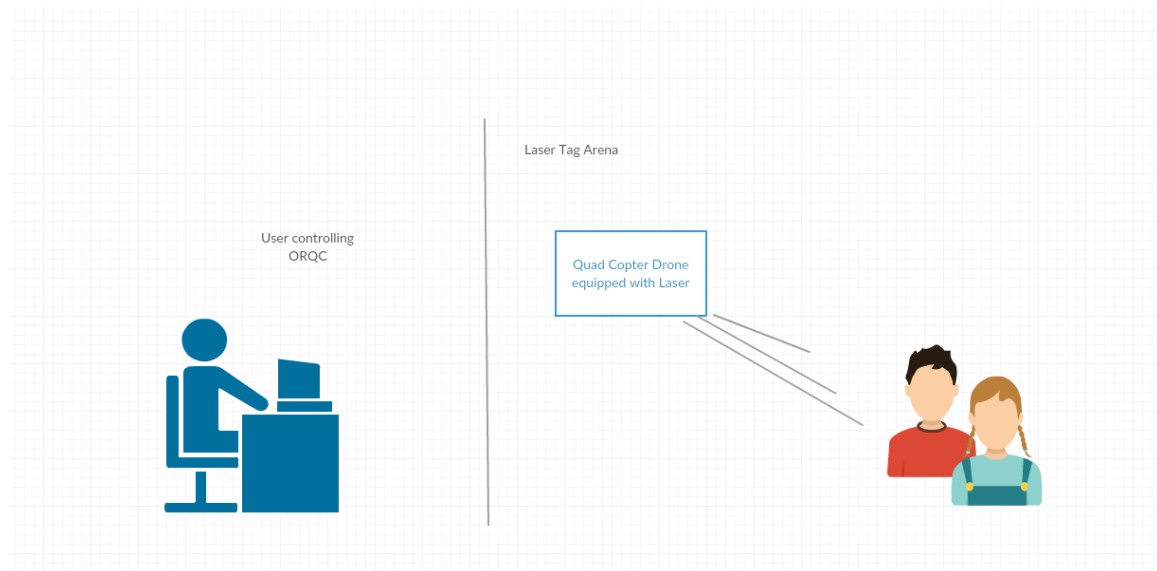 Laser Tag Arena
User controlling
ORQC
Quad Copter Drone
equipped with Laser